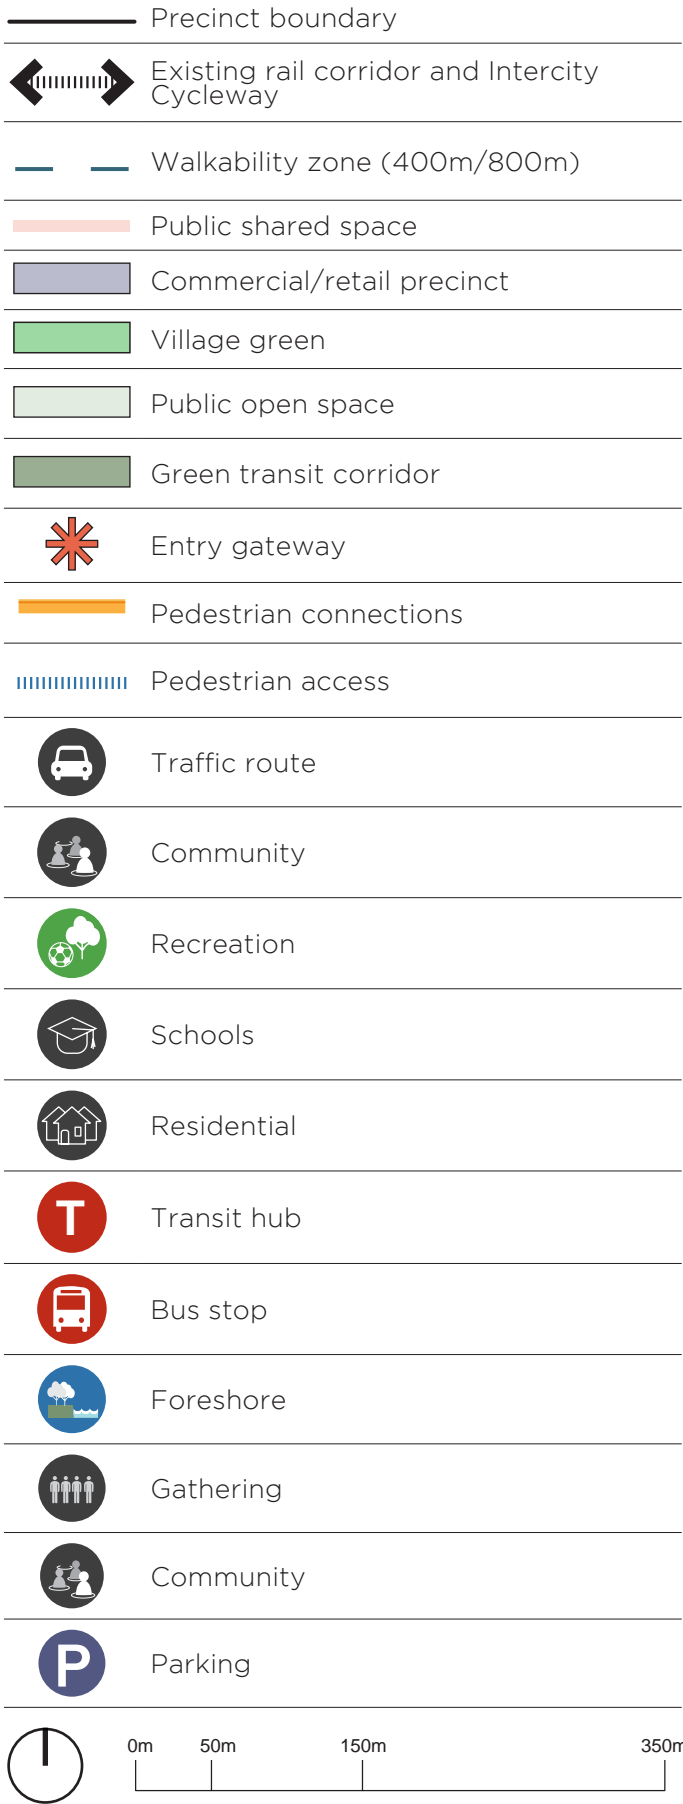 Precinct boundary
Existing rail corridor and Intercity
Cycleway
Walkability zone (400m/800m)
Public shared space
Commercial/retail precinct
Village green
Public open space
Green transit corridor
Entry gateway
Pedestrian connections
Pedestrian access
Traffic route
Community
Recreation
Schools
Residential
T Transit hub
Bus stop
Foreshore
Gathering
Community
P Parking
0m 50m 150m 350m